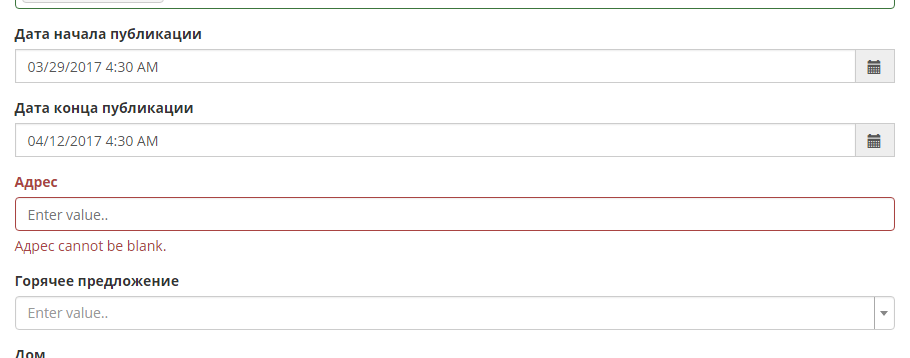 Дата начала публикации
03/29/2017 4:30 AM
Дата конца публикации
04/12/2017 4:30 AM
Адрес
Enter value..
Адрес cannot be blank.
Горячее предложение
Enter value..
Дом